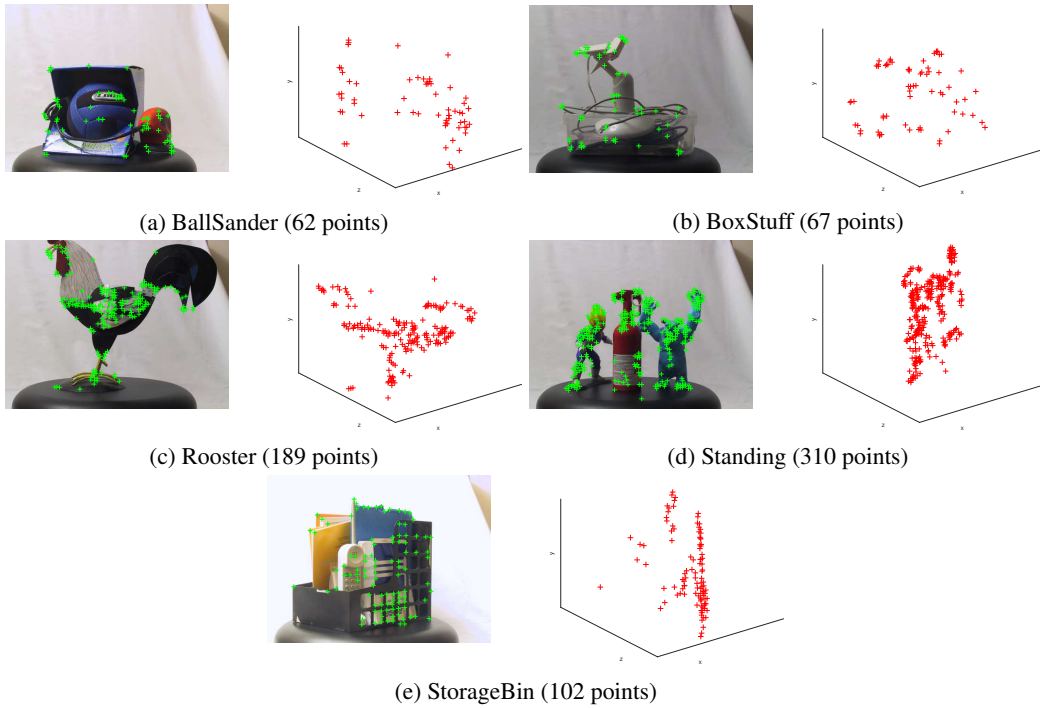 y
z
x
y
z
x
(a) BallSander (62 points)
(b) BoxStuff (67 points)
y
z
x
y
z
x
(c) Rooster (189 points)
(d) Standing (310 points)
y
z
x
(e) StorageBin (102 points)